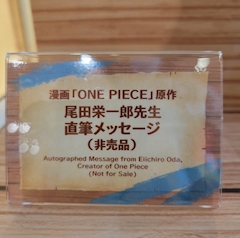 漫画「ONE PIECE」原作
尾田栄一郎先生
直筆メッセージ
（非売品）
Autographed Message from Eiichiro Oda,
Creator of One Piece
(Not for Sale)